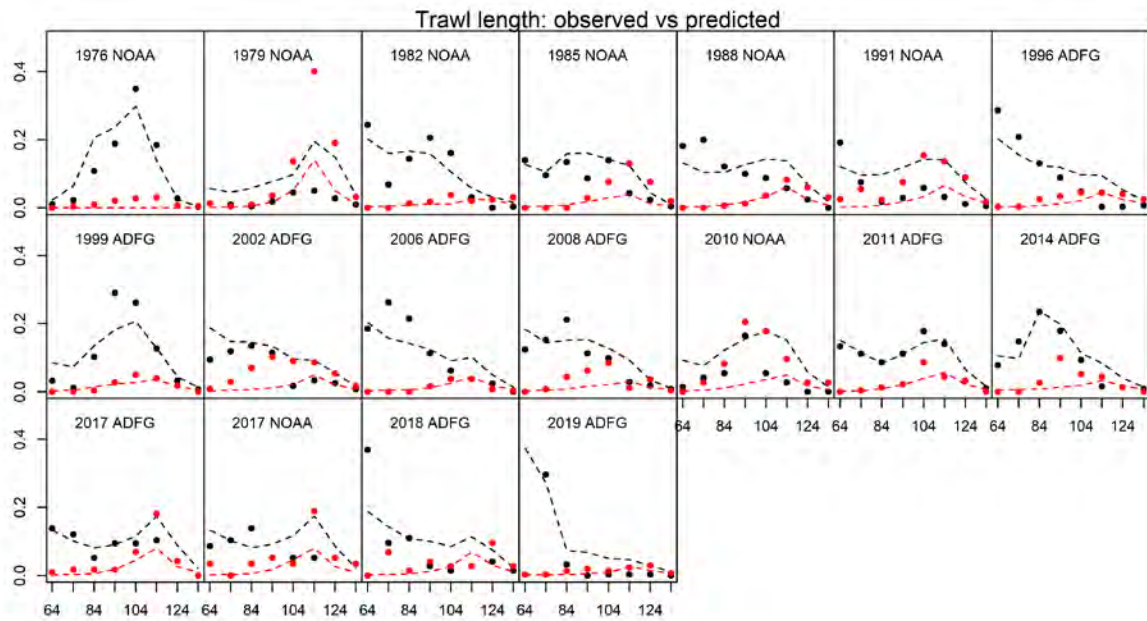 Trawl length: observed vs predicted
1976 NOAA 1979 NOAA 1982 NOAA 1985 NOAA 1988 NOAA 1991 NOAA 1996 ADFG
0.4
0.2
0.0
1999 ADFG 2002 ADFG 2006 ADFG 2008 ADFG 2010 NOAA 2011 ADFG 2014 ADFG
0.4
0.2
0.0
64 84 104 124 64 84 104 124 64 84 104 124
2017 ADFG 2017 NOAA 2018 ADFG 2019 ADFG
0.4
0.2
0.0
64 84 104 124 64 84 104 124 64 84 104 124 64 84 104 124